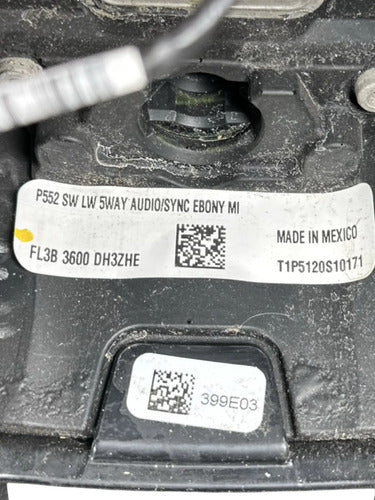 P552 SW LW 5WAY AUDIO/SYNC EBONY MI
FL3B 3600 DH3ZHE
MADE IN MEXICO
T1P5120S10171
399E03